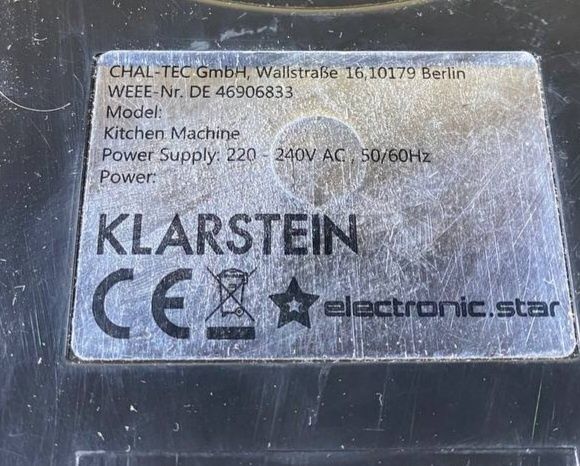 CHAL-TEC GmbH, Wallstraße 16,10179 Berlin
WEEE-Nr. DE 46906833
Model:
Kitchen Machine
Power Supply: 220 - 240V AC , 50/60Hz
Power:
KLARSTEIN
CE electronic.star